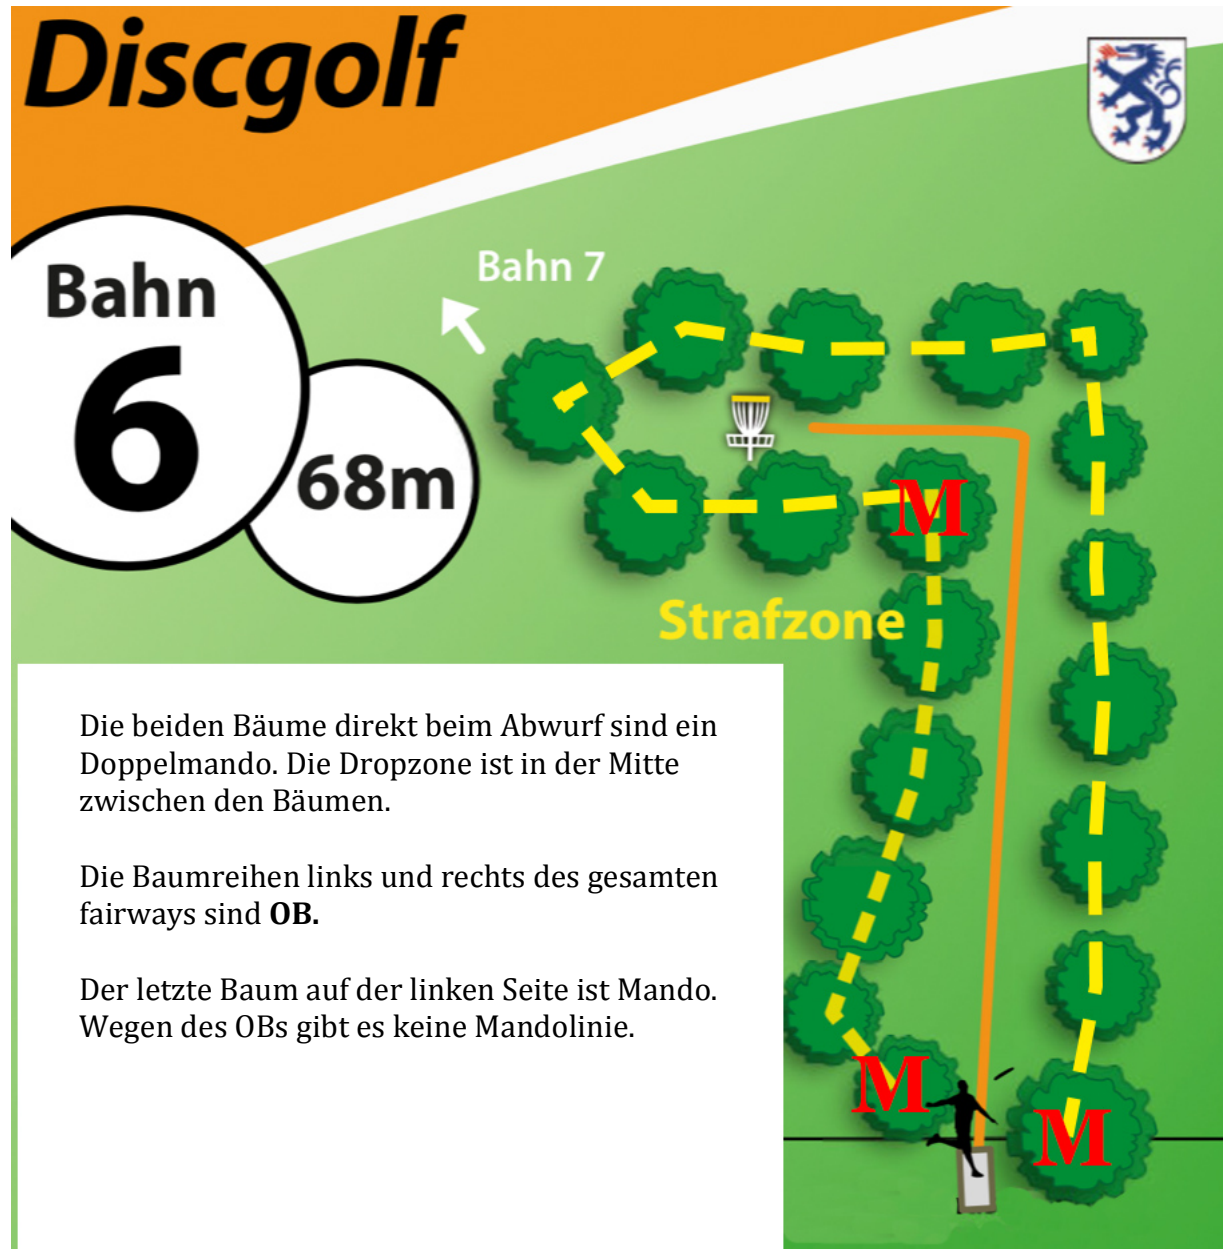 Discgolf
Bahn
6
68m
Bahn 7
M
Strafzone
Die beiden Bäume direkt beim Abwurf sind ein
Doppelmando. Die Dropzone ist in der Mitte
zwischen den Bäumen.
Die Baumreihen links und rechts des gesamten
fairways sind OB.
Der letzte Baum auf der linken Seite ist Mando.
Wegen des OBs gibt es keine Mandolinie.
M
M